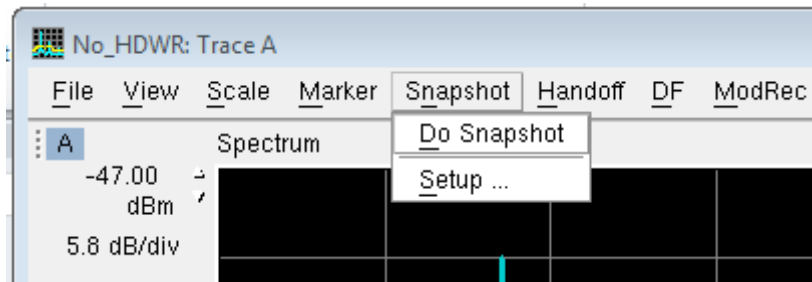 No_HDWR: Trace A
File View Scale Marker Snapshot Handoff DF ModRec
Do Snapshot
Setup ...
A Spectrum
-47.00
dBm
5.8 dB/div